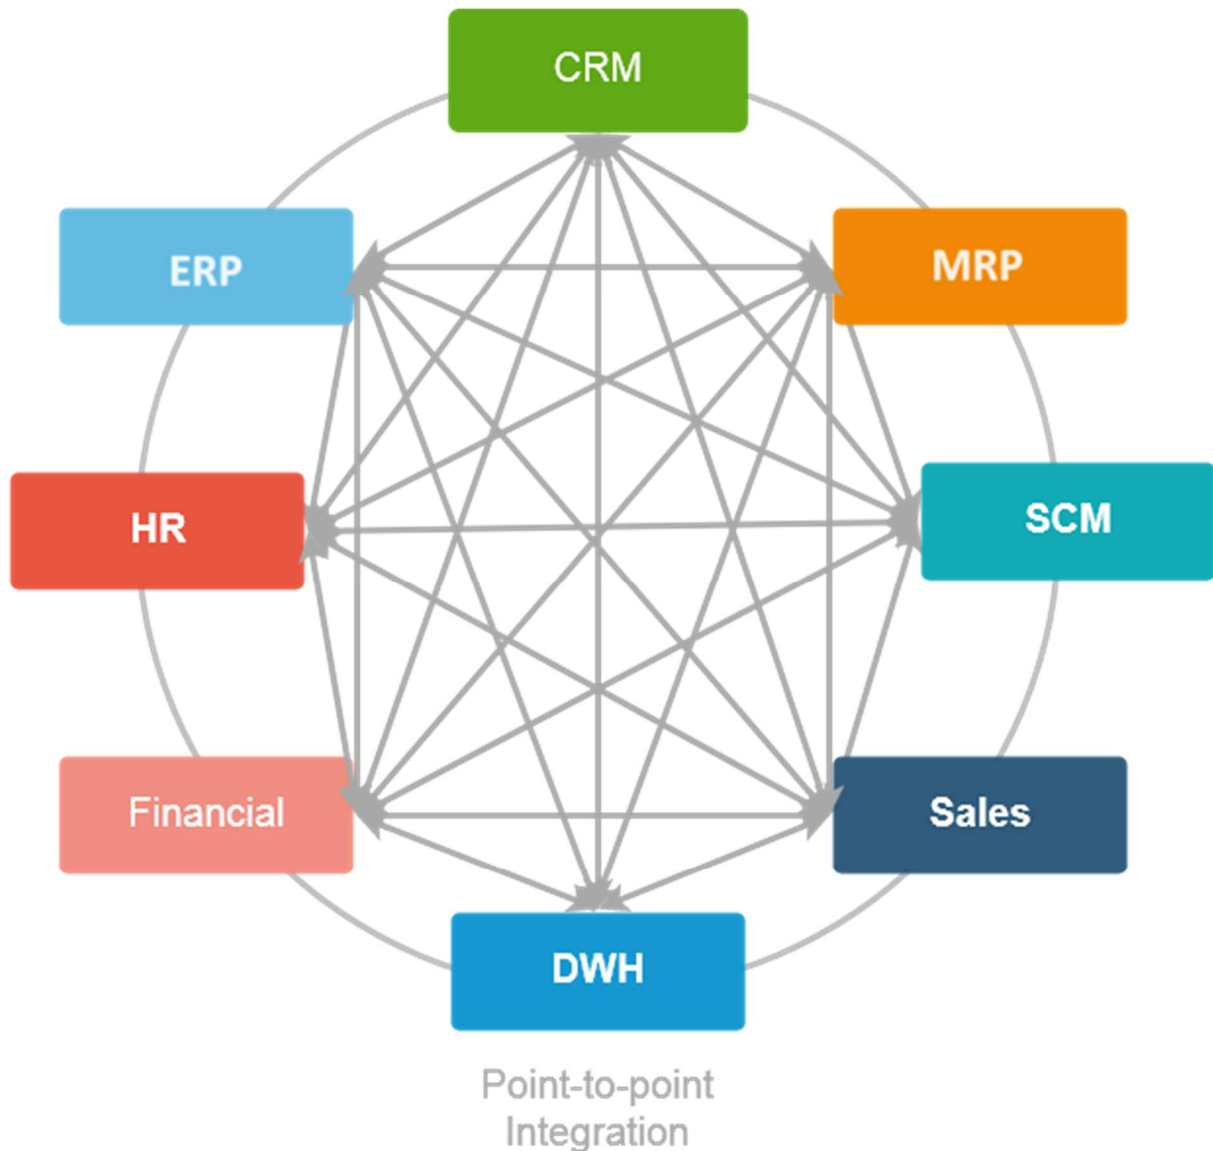 CRM
ERP
MRP
HR
SCM
Financial
Sales
DWH
Point-to-point
Integration